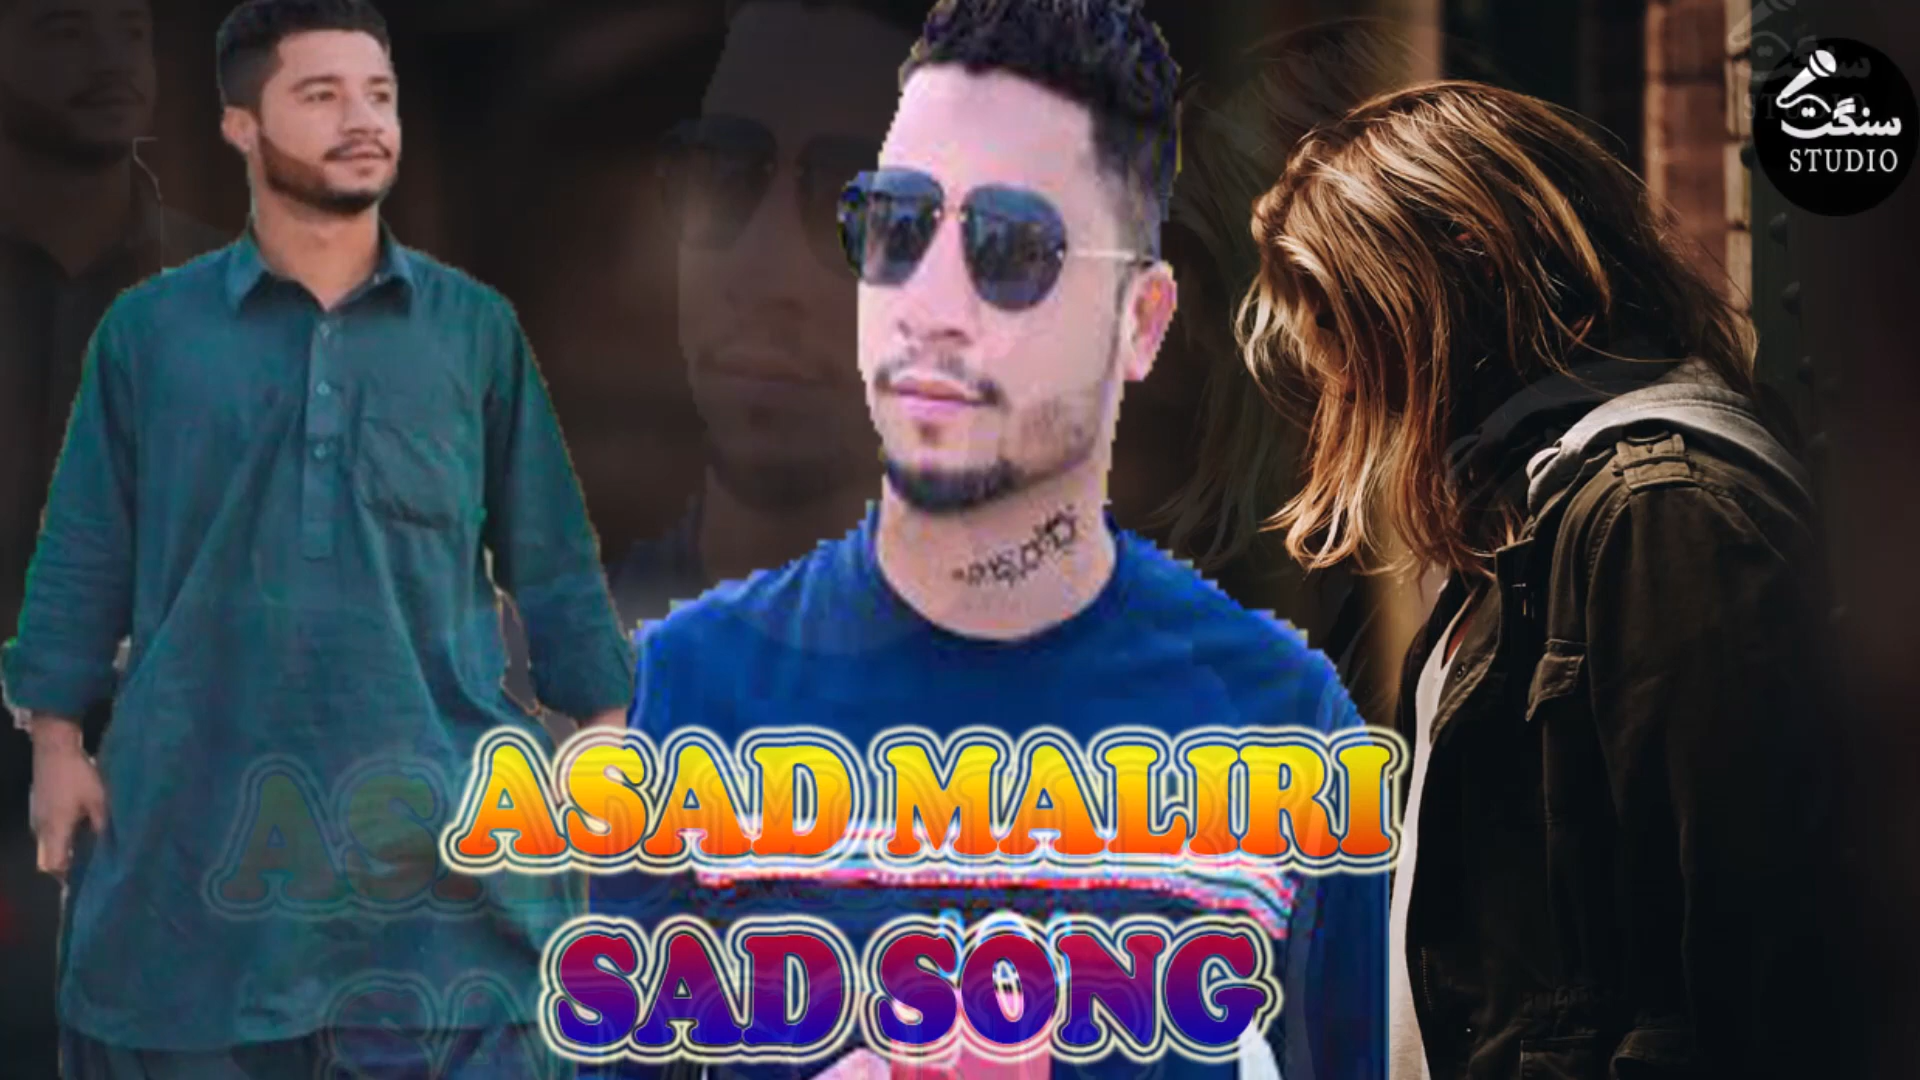 سنگت
STUDIO
ASAD MALIRI
SAD SONG